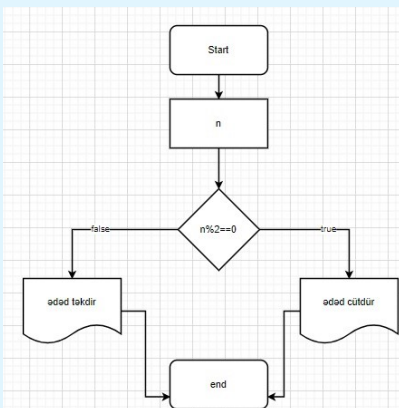 Start
n
n%2==0
false
true
ədəd təkdir
ədəd cütdür
end